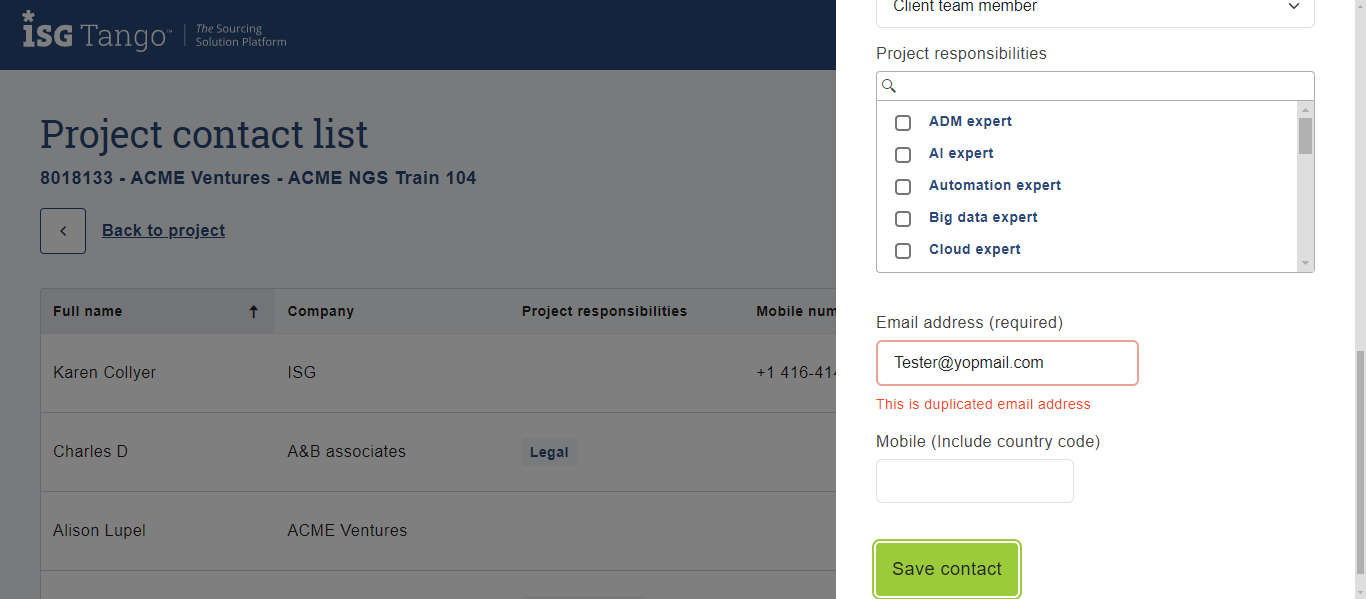 ISG Tango™ The Sourcing
Solution Platform
Project contact list
8018133 - ACME Ventures - ACME NGS Train 104
Back to project
Full name Company Project responsibilities Mobile num
Karen Collyer ISG +1 416-414
Charles D A&B associates Legal
Alison Lupel ACME Ventures
Client team member
Project responsibilities
ADM expert
AI expert
Automation expert
Big data expert
Cloud expert
Email address (required)
Tester@yopmail.com
This is duplicated email address
Mobile (Include country code)
Save contact